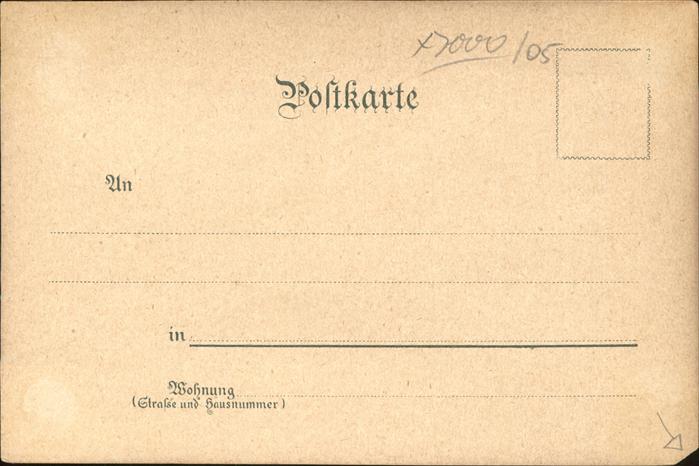 x7000/05
Postkarte
An
in
Wohnung
(Straße und Hausnummer)